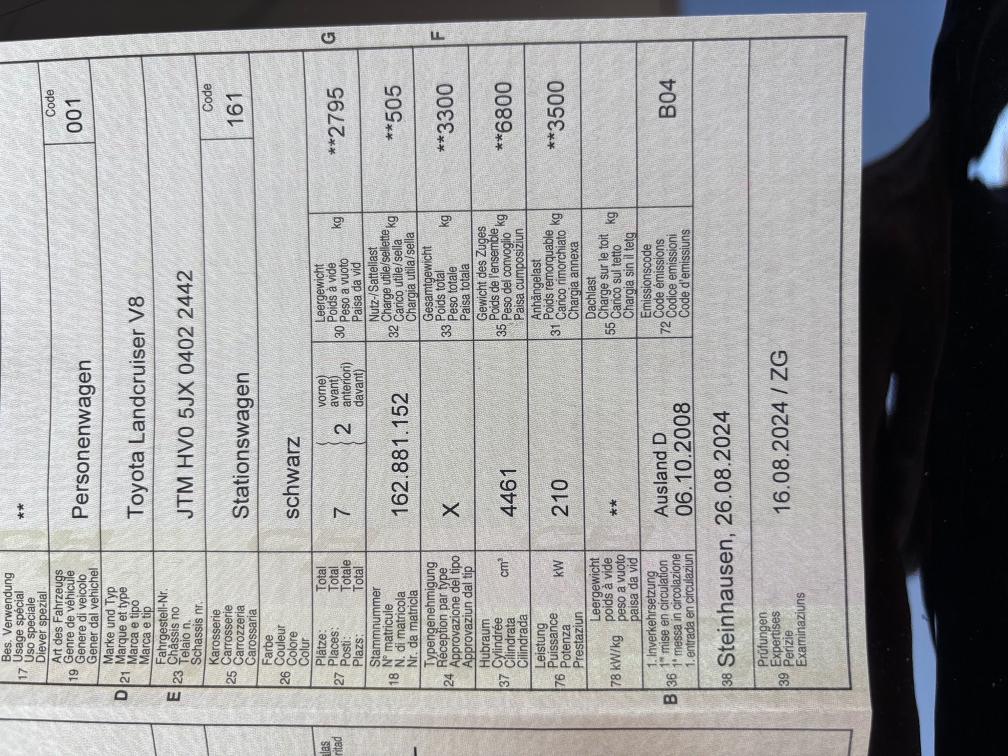 Bes. Verwendung
17 Usage spécial **
Uso speciale
Diever spezial
Art des Fahrzeugs Code
19 Genre de véhicule Personenwagen 001
Genere di veicolo
Gener dal vehichel
Marke und Typ
D 21 Marque et type Toyota Landcruiser V8
Marca e tipo
Marca e tip
Fahrgestell-Nr.
E 23 Châssis no JTM HV0 5JX 0402 2442
Telaio n.
Schassis nr.
Karosserie Code
25 Carrosserie Stationswagen 161
Carrozzeria
Carossaria
Farbe
26 Couleur schwarz
Colore
Colur
Plätze: Total vorne) Leergewicht G
27 Places: Total 7 { 2 avant) 30 Poids à vide kg **2795
Posti: Totale anteriori) Peso a vuoto
Plazs: Total davant) Paisa da vid
Stammnummer Nutz-/Sattellast
18 N° matricule 162.881.152 32 Charge utile/sellette kg **505
N. di matricola Carico utile/sella
Nr. da matricla Chargia utila/sella
Typengenehmigung Gesamtgewicht F
24 Réception par type X 33 Poids total kg **3300
Approvazione del tipo Peso totale
Approvaziun dal tip Paisa totala
Hubraum Gewicht des Zuges
37 Cylindrée cm³ 4461 35 Poids de l'ensemble kg **6800
Cilindrata Peso del convoglio
Cilindrada Paisa cumposiziun
Leistung Anhängelast
76 Puissance kW 210 31 Poids remorquable kg **3500
Potenza Carico rimorchiato
Prestaziun Chargia annexa
Leergewicht Dachlast
78 kW/kg poids à vide ** 55 Charge sur le toit kg
peso a vuoto Carico sul tetto
paisa da vid Chargia sin il tetg
1. Inverkehrsetzung Ausland D Emissionscode
B 36 1re mise en circulation 06.10.2008 72 Code émissions B04
1a messa in circolazione Codice emissioni
1. entrada en circulaziun Code d'emissiuns
38 Steinhausen, 26.08.2024
Prüfungen
39 Expertises 16.08.2024 / ZG
Perizie
Examinaziuns